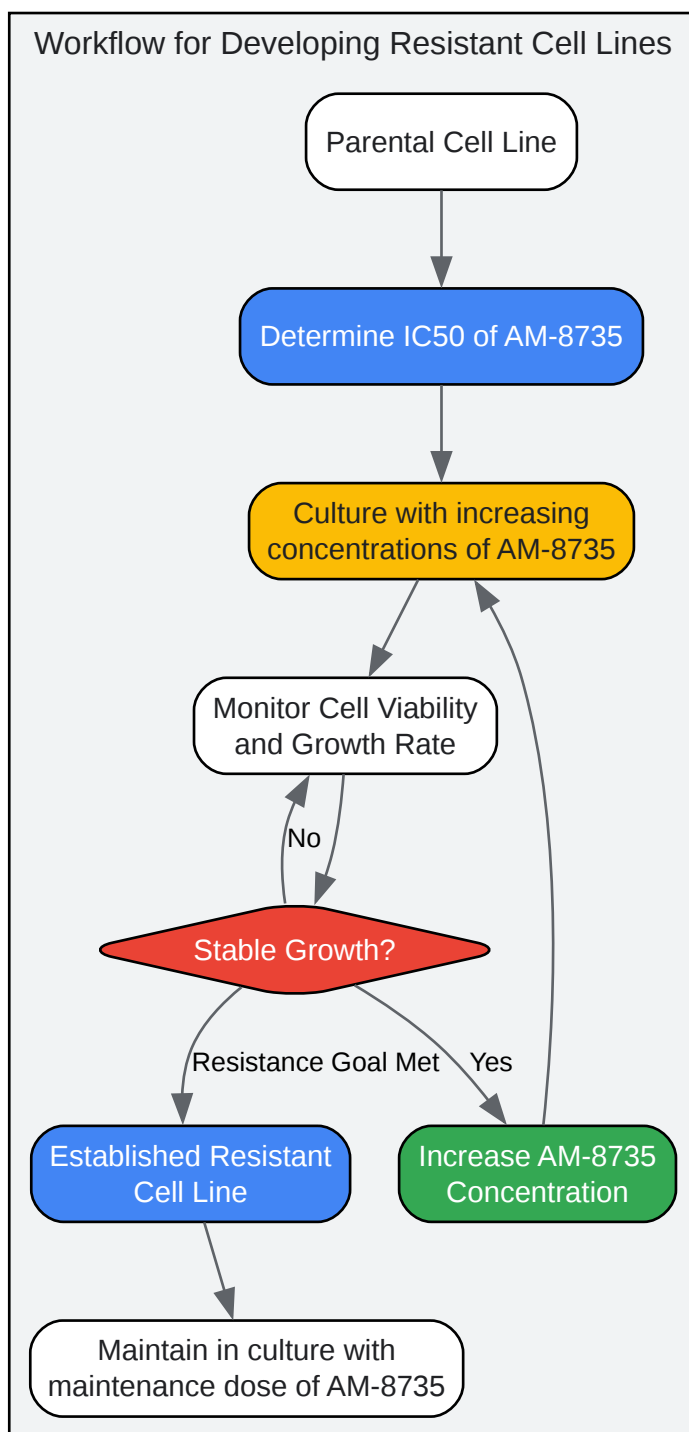 Workflow for Developing Resistant Cell Lines
Parental Cell Line
Determine IC50 of AM-8735
Culture with increasing
concentrations of AM-8735
Monitor Cell Viability
and Growth Rate
No
Stable Growth?
Resistance Goal Met
Yes
Established Resistant
Cell Line
Increase AM-8735
Concentration
Maintain in culture with
maintenance dose of AM-8735